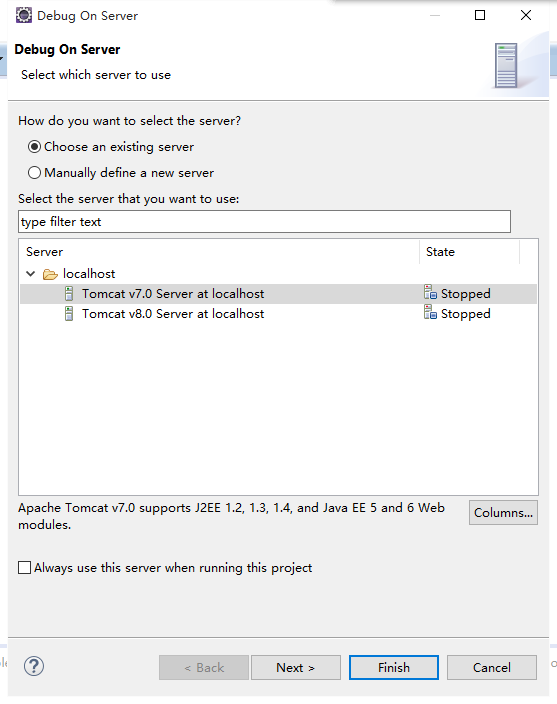 Debug On Server
Debug On Server
Select which server to use
How do you want to select the server?
Choose an existing server
Manually define a new server
Select the server that you want to use:
type filter text
Server State
localhost
Tomcat v7.0 Server at localhost Stopped
Tomcat v8.0 Server at localhost Stopped
Apache Tomcat v7.0 supports J2EE 1.2, 1.3, 1.4, and Java EE 5 and 6 Web
modules.
Columns...
Always use this server when running this project
? < Back Next > Finish Cancel